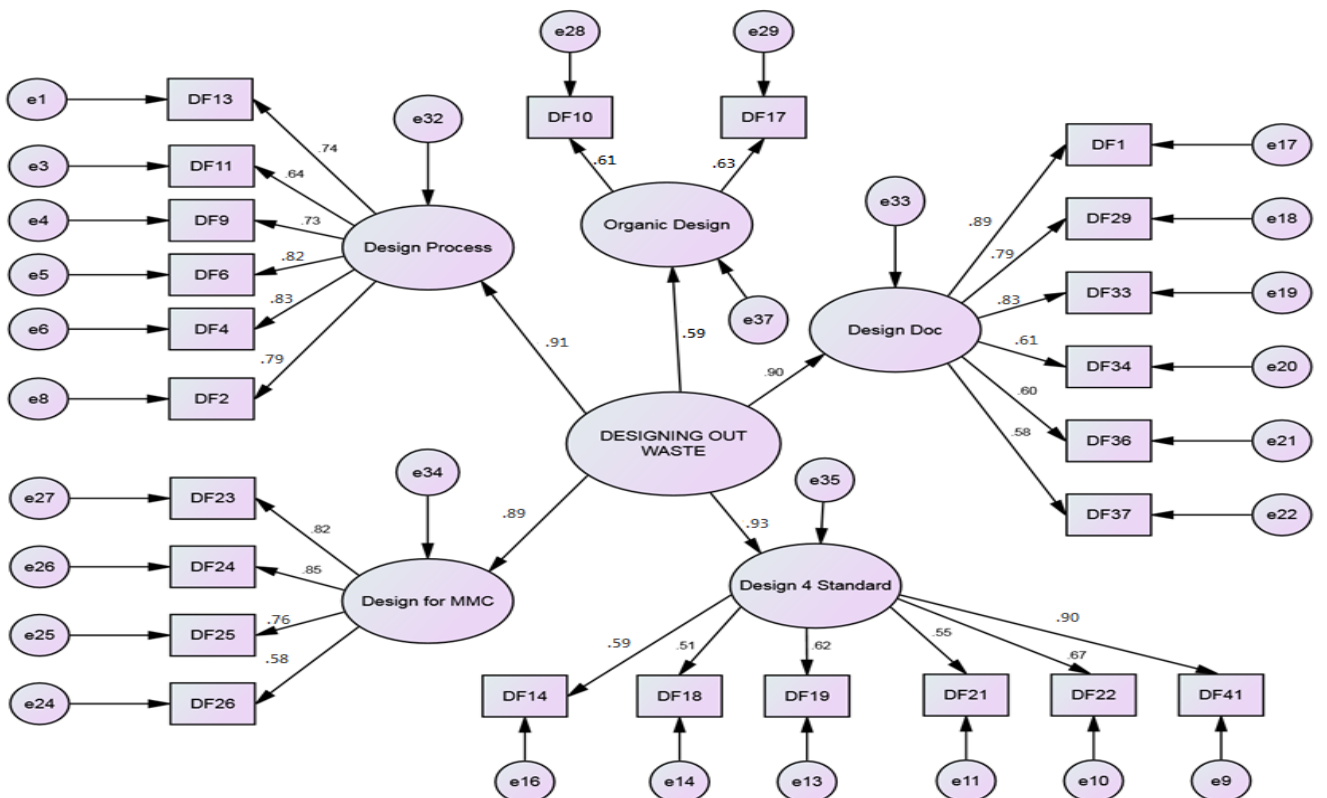 e28
e29
e1
DF13
e32
DF10
DF17
DF1
e17
.74
.61
.63
e3
DF11
.64
e33
.89
DF29
e18
e4
DF9
.73
Organic Design
.79
Design Process
e5
DF6
.82
.83
DF33
e19
e6
DF4
.83
e37
Design Doc
.59
.91
.61
DF34
e20
.79
.90
e8
DF2
.60
DESIGNING OUT
WASTE
DF36
e21
.58
e34
e35
e27
DF23
.89
.93
DF37
e22
.82
e26
DF24
.85
Design for MMC
Design 4 Standard
e25
DF25
.76
.59
.51
.62
.55
.67
.90
.58
e24
DF26
DF14
DF18
DF19
DF21
DF22
DF41
e16
e14
e13
e11
e10
e9